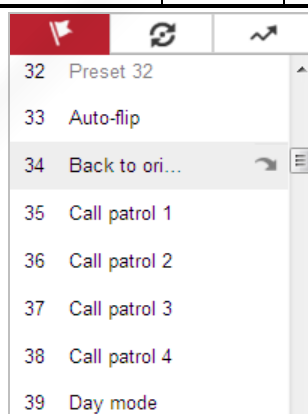 32 Preset 32
33 Auto-flip
34 Back to ori...
35 Call patrol 1
36 Call patrol 2
37 Call patrol 3
38 Call patrol 4
39 Day mode